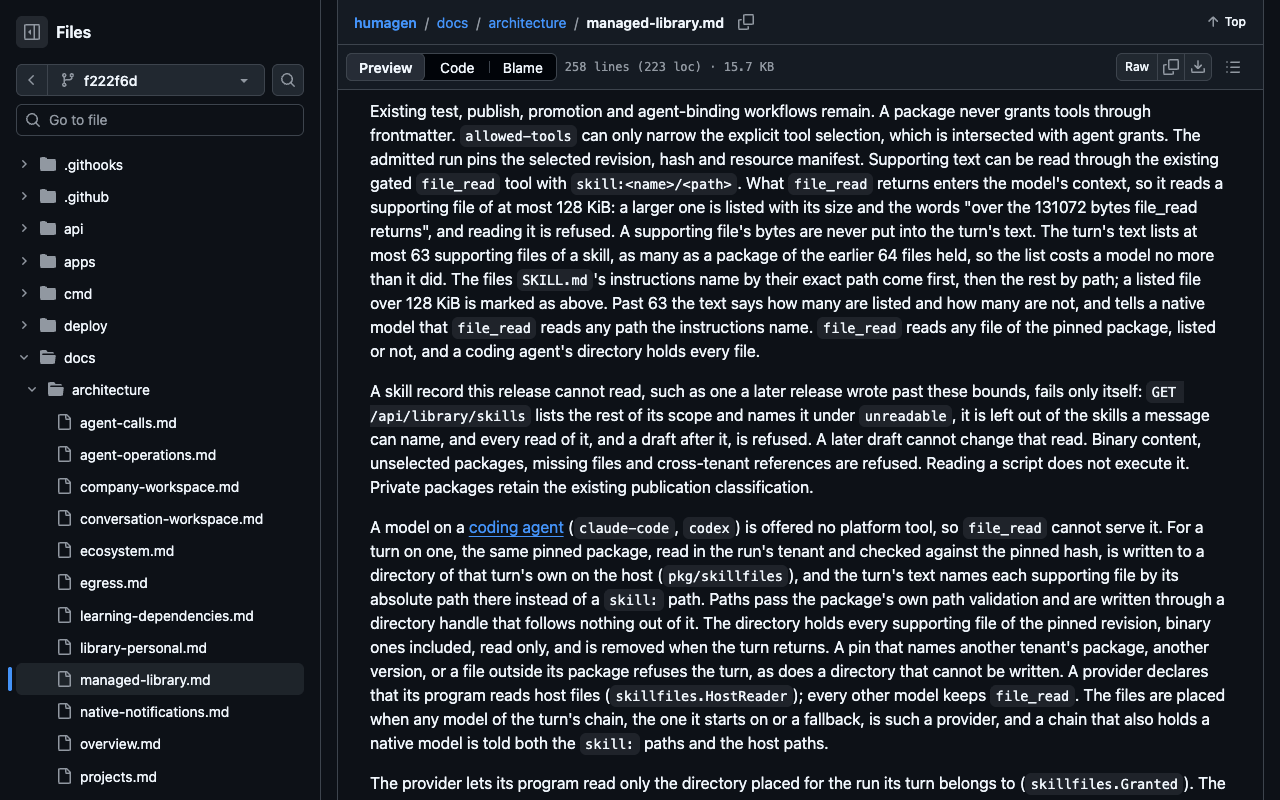 Files
humagen / docs / architecture / managed-library.md
Top
f222f6d
Preview Code Blame 258 lines (223 loc) · 15.7 KB
Raw
Go to file
.githooks
.github
api
apps
cmd
deploy
docs
architecture
agent-calls.md
agent-operations.md
company-workspace.md
conversation-workspace.md
ecosystem.md
egress.md
learning-dependencies.md
library-personal.md
managed-library.md
native-notifications.md
overview.md
projects.md
Existing test, publish, promotion and agent-binding workflows remain. A package never grants tools through
frontmatter. allowed-tools can only narrow the explicit tool selection, which is intersected with agent grants. The
admitted run pins the selected revision, hash and resource manifest. Supporting text can be read through the existing
gated file_read tool with skill:<name>/<path>. What file_read returns enters the model's context, so it reads a
supporting file of at most 128 KiB: a larger one is listed with its size and the words "over the 131072 bytes file_read
returns", and reading it is refused. A supporting file's bytes are never put into the turn's text. The turn's text lists at
most 63 supporting files of a skill, as many as a package of the earlier 64 files held, so the list costs a model no more
than it did. The files SKILL.md's instructions name by their exact path come first, then the rest by path; a listed file
over 128 KiB is marked as above. Past 63 the text says how many are listed and how many are not, and tells a native
model that file_read reads any path the instructions name. file_read reads any file of the pinned package, listed
or not, and a coding agent's directory holds every file.
A skill record this release cannot read, such as one a later release wrote past these bounds, fails only itself: GET
/api/library/skills lists the rest of its scope and names it under unreadable, it is left out of the skills a message
can name, and every read of it, and a draft after it, is refused. A later draft cannot change that read. Binary content,
unselected packages, missing files and cross-tenant references are refused. Reading a script does not execute it.
Private packages retain the existing publication classification.
A model on a coding agent (claude-code, codex) is offered no platform tool, so file_read cannot serve it. For a
turn on one, the same pinned package, read in the run's tenant and checked against the pinned hash, is written to a
directory of that turn's own on the host (pkg/skillfiles), and the turn's text names each supporting file by its
absolute path there instead of a skill: path. Paths pass the package's own path validation and are written through a
directory handle that follows nothing out of it. The directory holds every supporting file of the pinned revision, binary
ones included, read only, and is removed when the turn returns. A pin that names another tenant's package, another
version, or a file outside its package refuses the turn, as does a directory that cannot be written. A provider declares
that its program reads host files (skillfiles.HostReader); every other model keeps file_read. The files are placed
when any model of the turn's chain, the one it starts on or a fallback, is such a provider, and a chain that also holds a
native model is told both the skill: paths and the host paths.
The provider lets its program read only the directory placed for the run its turn belongs to (skillfiles.Granted). The